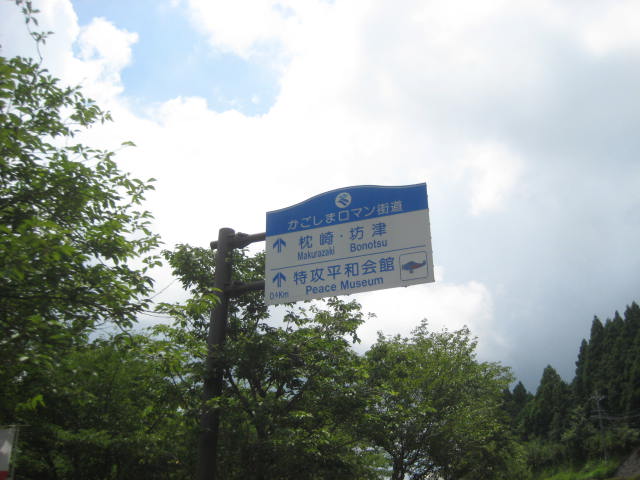 かごしまロマン街道
枕崎・坊津
Makurazaki Bonotsu
特攻平和会館
Peace Museum